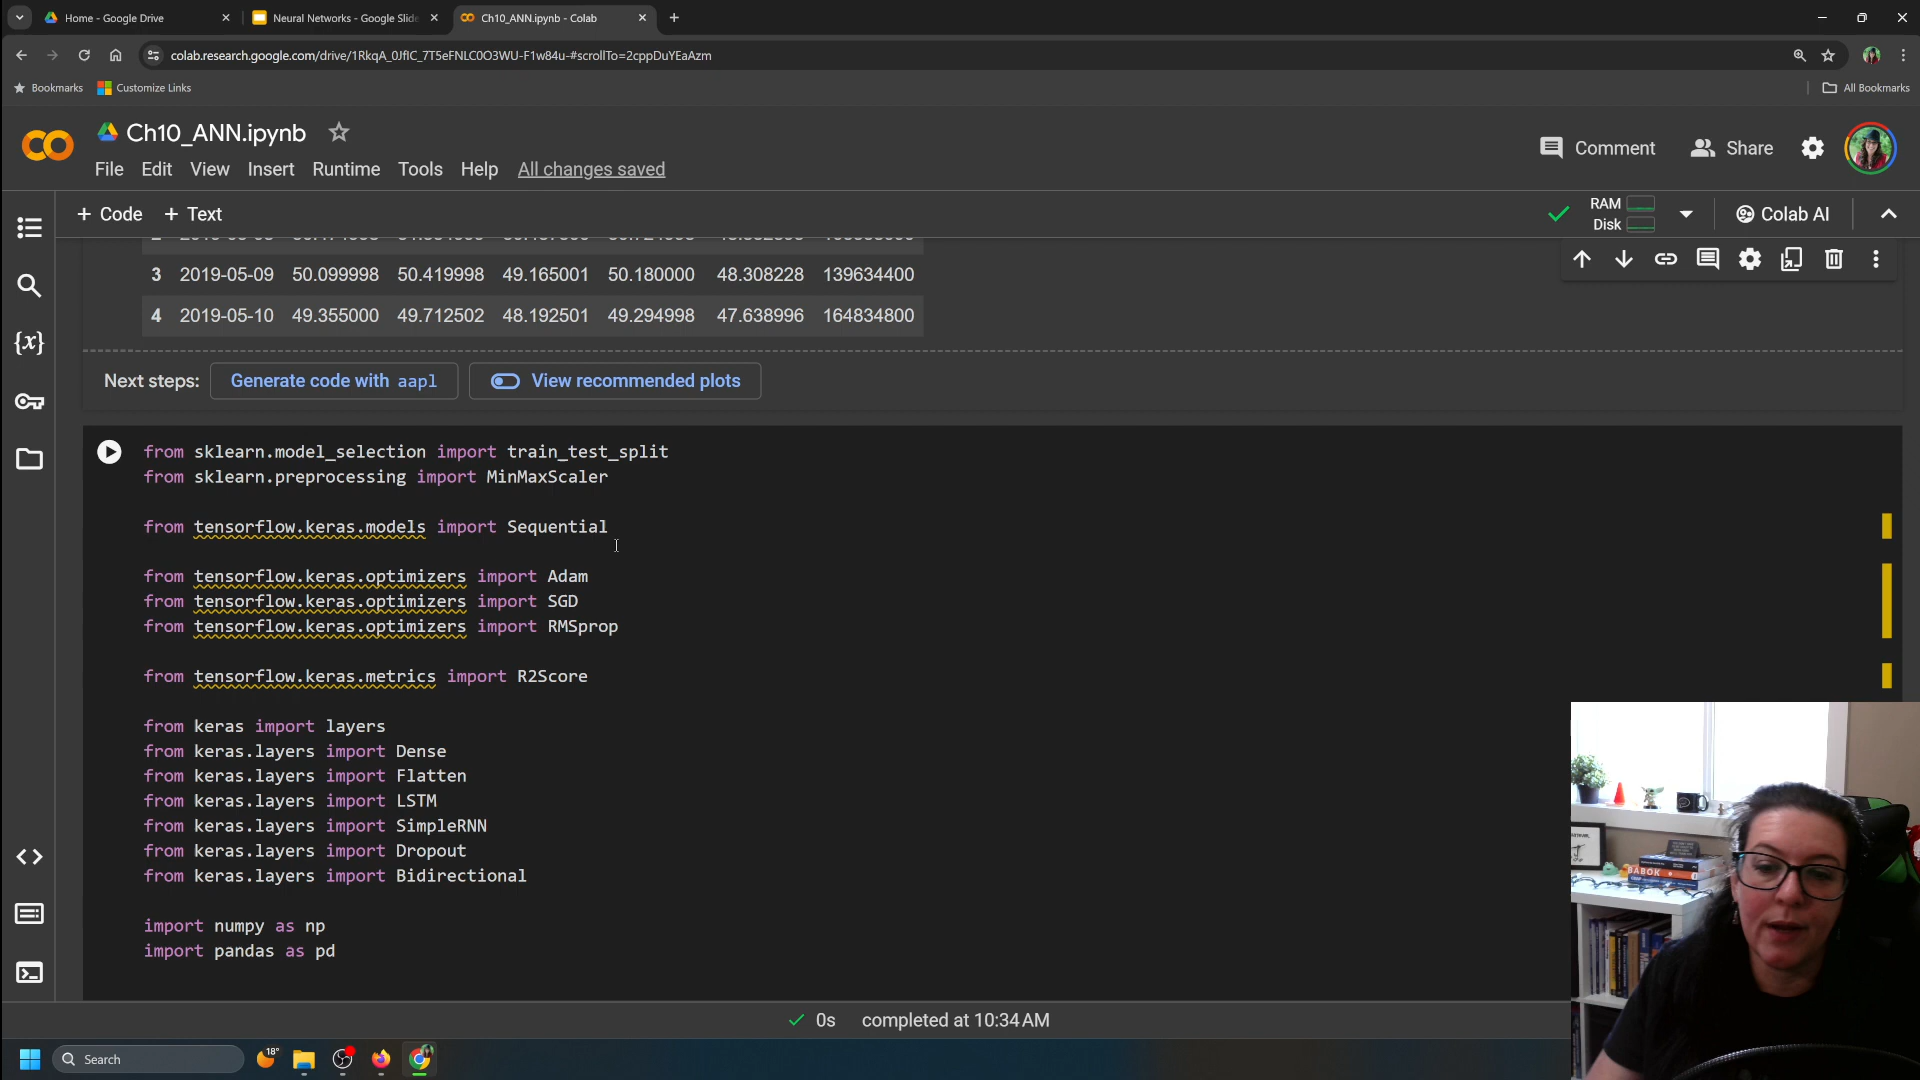 Home - Google Drive
Neural Networks - Google Slide
Ch10_ANN.ipynb - Colab
colab.research.google.com/drive/1RkqA_0JflC_7T5eFNLC0O3WU-F1w84u-#scrollTo=2cppDuYEaAzm
Bookmarks
Customize Links
All Bookmarks
Ch10_ANN.ipynb
File Edit View Insert Runtime Tools Help All changes saved
Comment
Share
+ Code + Text
RAM
Disk
Colab AI
3 2019-05-09 50.099998 50.419998 49.165001 50.180000 48.308228 139634400
4 2019-05-10 49.355000 49.712502 48.192501 49.294998 47.638996 164834800
Next steps: Generate code with aapl View recommended plots
from sklearn.model_selection import train_test_split
from sklearn.preprocessing import MinMaxScaler
from tensorflow.keras.models import Sequential
from tensorflow.keras.optimizers import Adam
from tensorflow.keras.optimizers import SGD
from tensorflow.keras.optimizers import RMSprop
from tensorflow.keras.metrics import R2Score
from keras import layers
from keras.layers import Dense
from keras.layers import Flatten
from keras.layers import LSTM
from keras.layers import SimpleRNN
from keras.layers import Dropout
from keras.layers import Bidirectional
import numpy as np
import pandas as pd
BABOK
0s completed at 10:34 AM
Search
18°